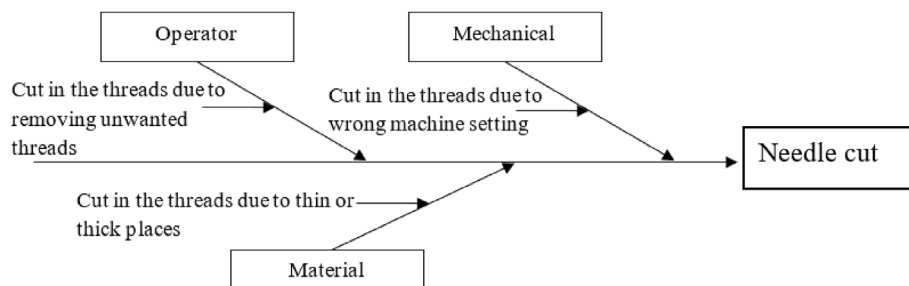 Operator
Mechanical
Cut in the threads due to
removing unwanted
threads
Cut in the threads due to
wrong machine setting
Needle cut
Cut in the threads due to thin or
thick places
Material